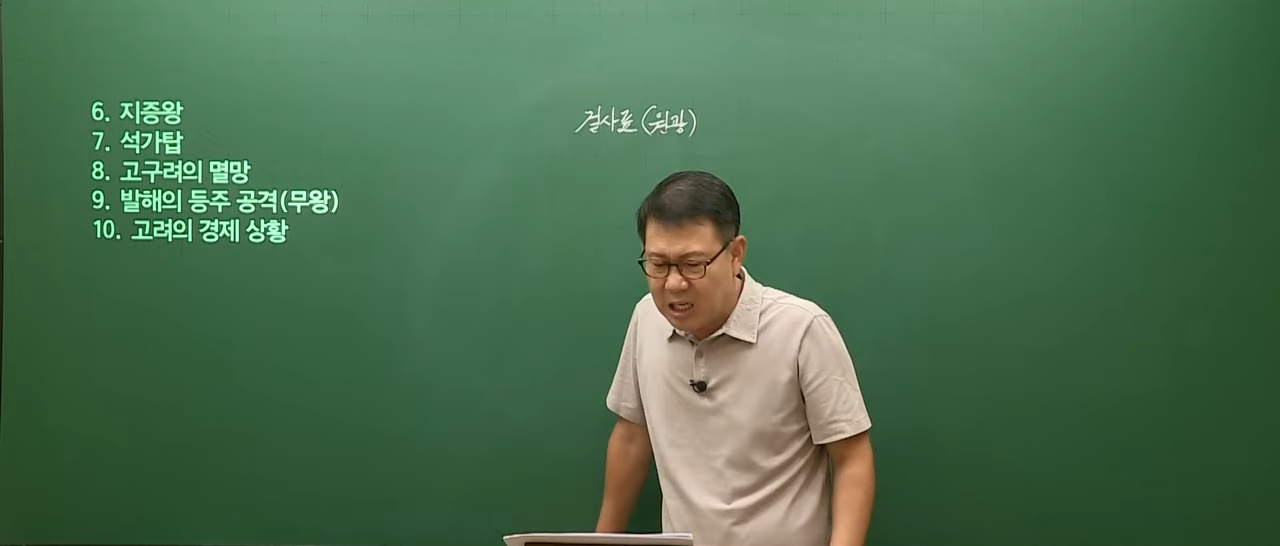 6. 지증왕
7. 석가탑
8. 고구려의 멸망
9. 발해의 등주 공격(무왕)
10. 고려의 경제 상황
걸사표(원광)